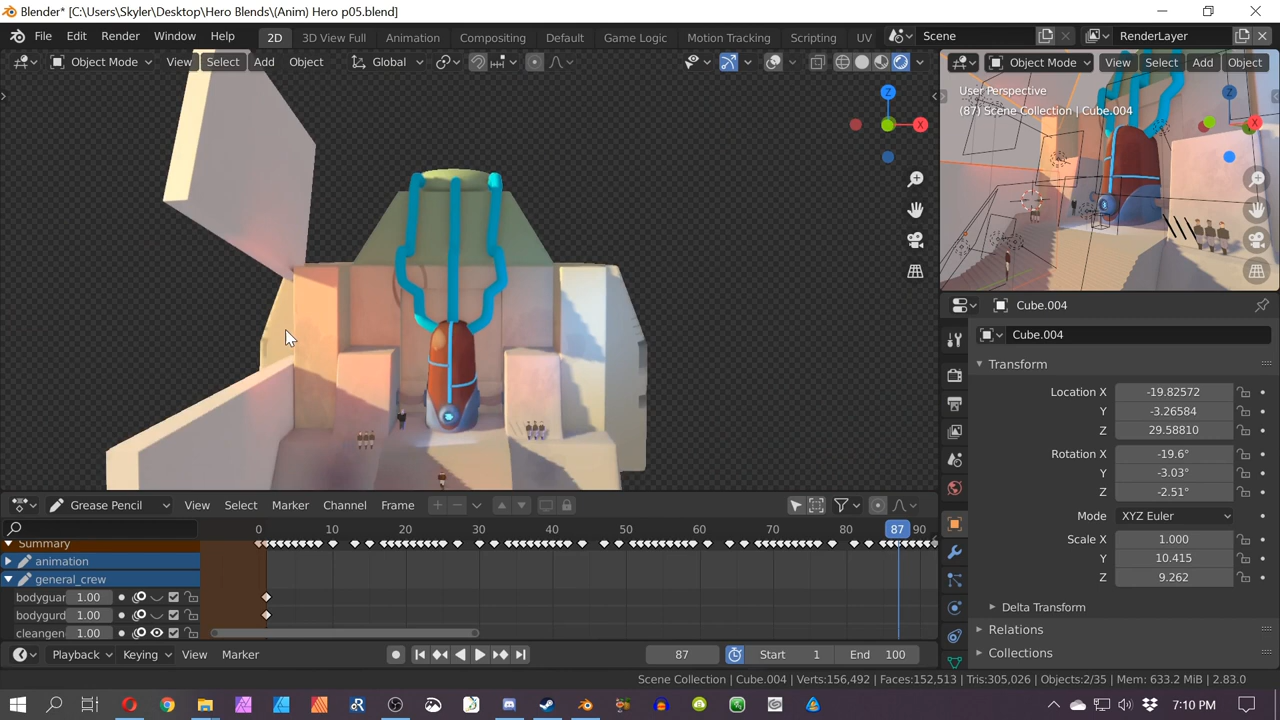 Blender* [C:\Users\Skyler\Desktop\Hero Blends\(Anim) Hero p05.blend]
File Edit Render Window Help 2D 3D View Full Animation Compositing Default Game Logic Motion Tracking Scripting UV Scene RenderLayer
Object Mode View Select Add Object Global
Object Mode View Select Add Object
User Perspective
(87) Scene Collection | Cube.004
Z
X
Z
X
Cube.004
Cube.004
Transform
Location X -19.82572
Y -3.26584
Z 29.58810
Rotation X -19.6°
Y -3.03°
Z -2.51°
Mode XYZ Euler
Scale X 1.000
Y 10.415
Z 9.262
Delta Transform
Relations
Collections
Grease Pencil View Select Marker Channel Frame
0 10 20 30 40 50 60 70 80 87 90
Summary
animation
general_crew
bodyguar 1.00
bodygurd 1.00
cleangen 1.00
Playback Keying View Marker 87 Start 1 End 100
Scene Collection | Cube.004 | Verts:156,492 | Faces:152,513 | Tris:305,026 | Objects:2/35 | Mem: 633.2 MiB | 2.83.0
7:10 PM